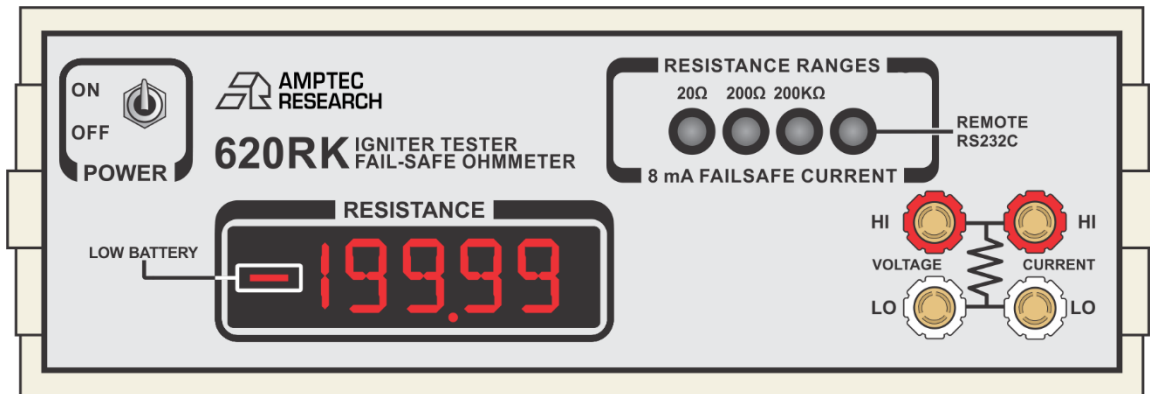 ON
OFF
POWER
AMPTEC
RESEARCH
620RK IGNITER TESTER
FAIL-SAFE OHMMETER
RESISTANCE RANGES
20Ω 200Ω 200KΩ
REMOTE
RS232C
8 mA FAILSAFE CURRENT
RESISTANCE
LOW BATTERY
-199.99
HI HI
VOLTAGE CURRENT
LO LO